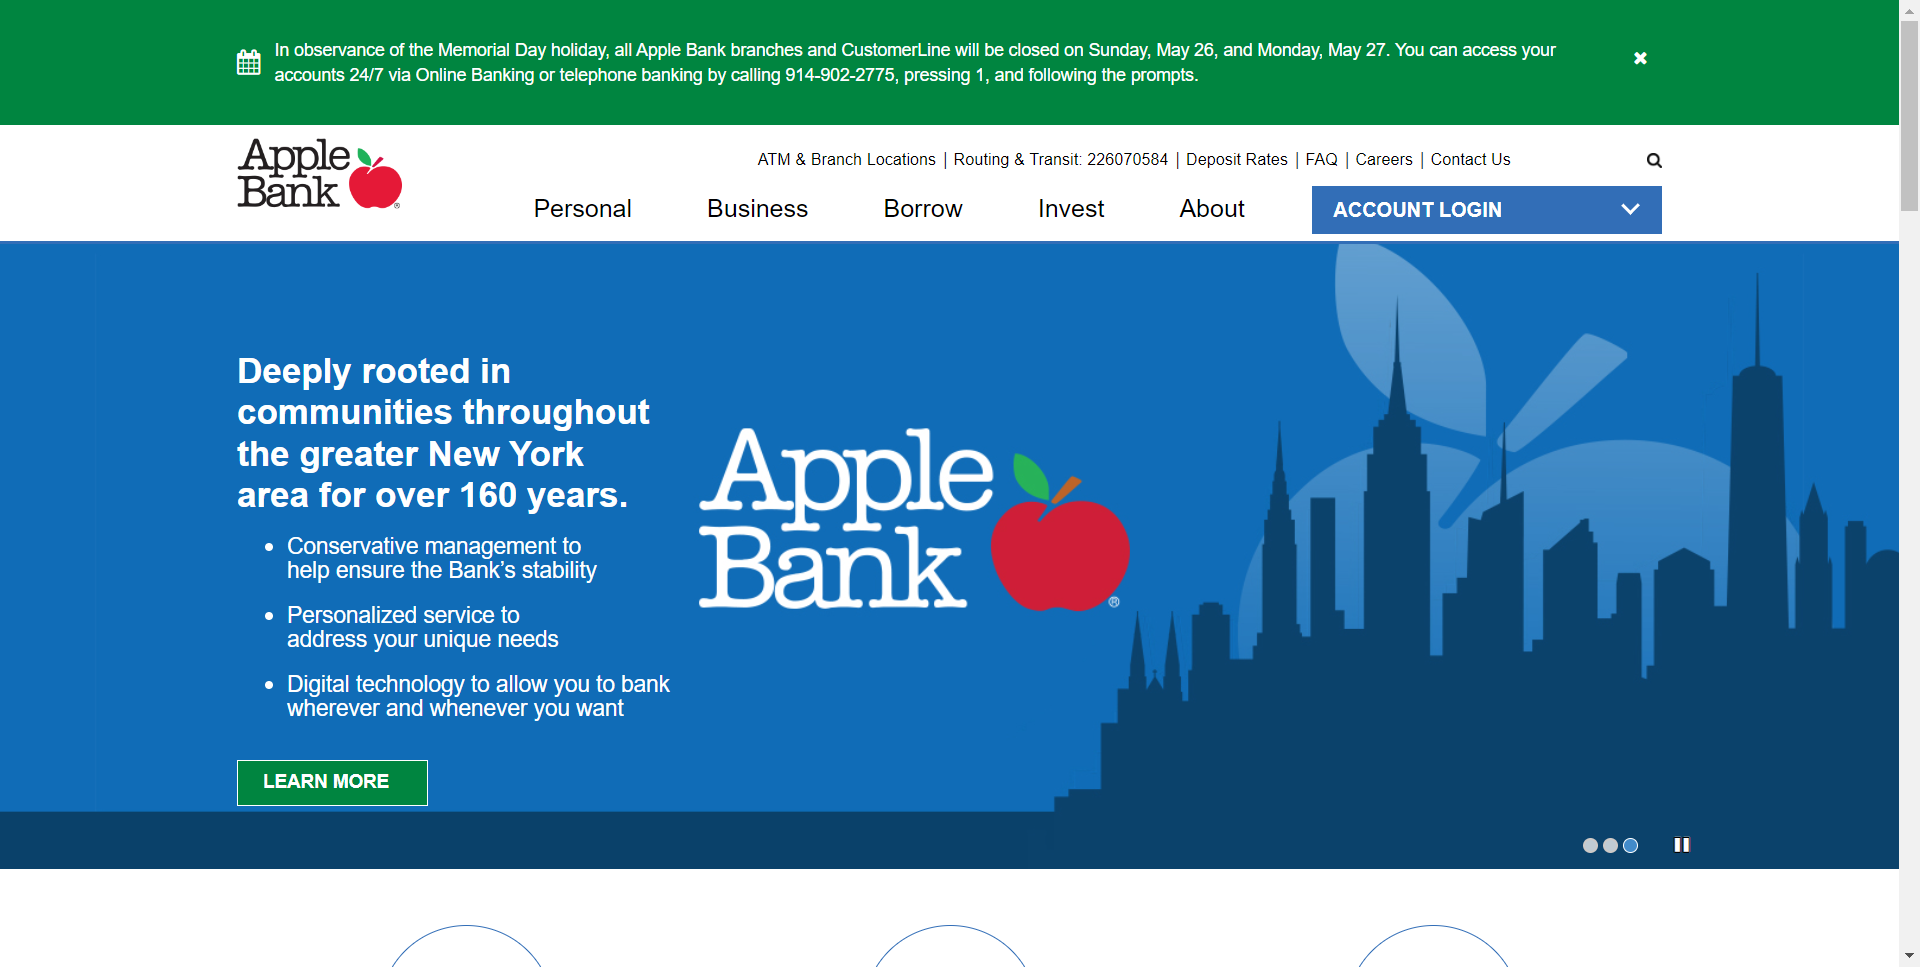 In observance of the Memorial Day holiday, all Apple Bank branches and CustomerLine will be closed on Sunday, May 26, and Monday, May 27. You can access your
accounts 24/7 via Online Banking or telephone banking by calling 914-902-2775, pressing 1, and following the prompts.
Apple
Bank
ATM & Branch Locations | Routing & Transit: 226070584 | Deposit Rates | FAQ | Careers | Contact Us
Personal Business Borrow Invest About ACCOUNT LOGIN
Deeply rooted in
communities throughout
the greater New York
area for over 160 years.
• Conservative management to
help ensure the Bank’s stability
• Personalized service to
address your unique needs
• Digital technology to allow you to bank
wherever and whenever you want
LEARN MORE
Apple
Bank®